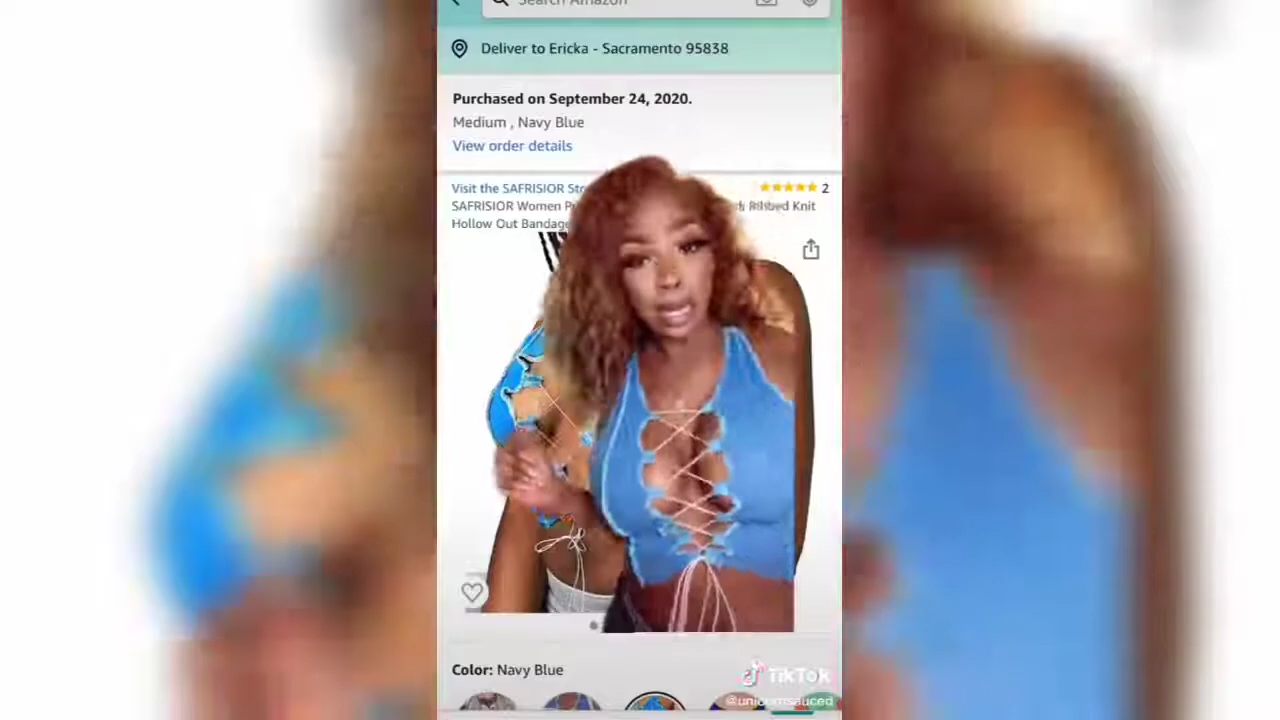 Search Amazon
Deliver to Ericka - Sacramento 95838
Purchased on September 24, 2020.
Medium , Navy Blue
View order details
Visit the SAFRISIOR
2
SAFRISIOR Women
Ribbed Knit
Hollow Out Bandage
Color: Navy Blue
TikTok
@unicornsauced